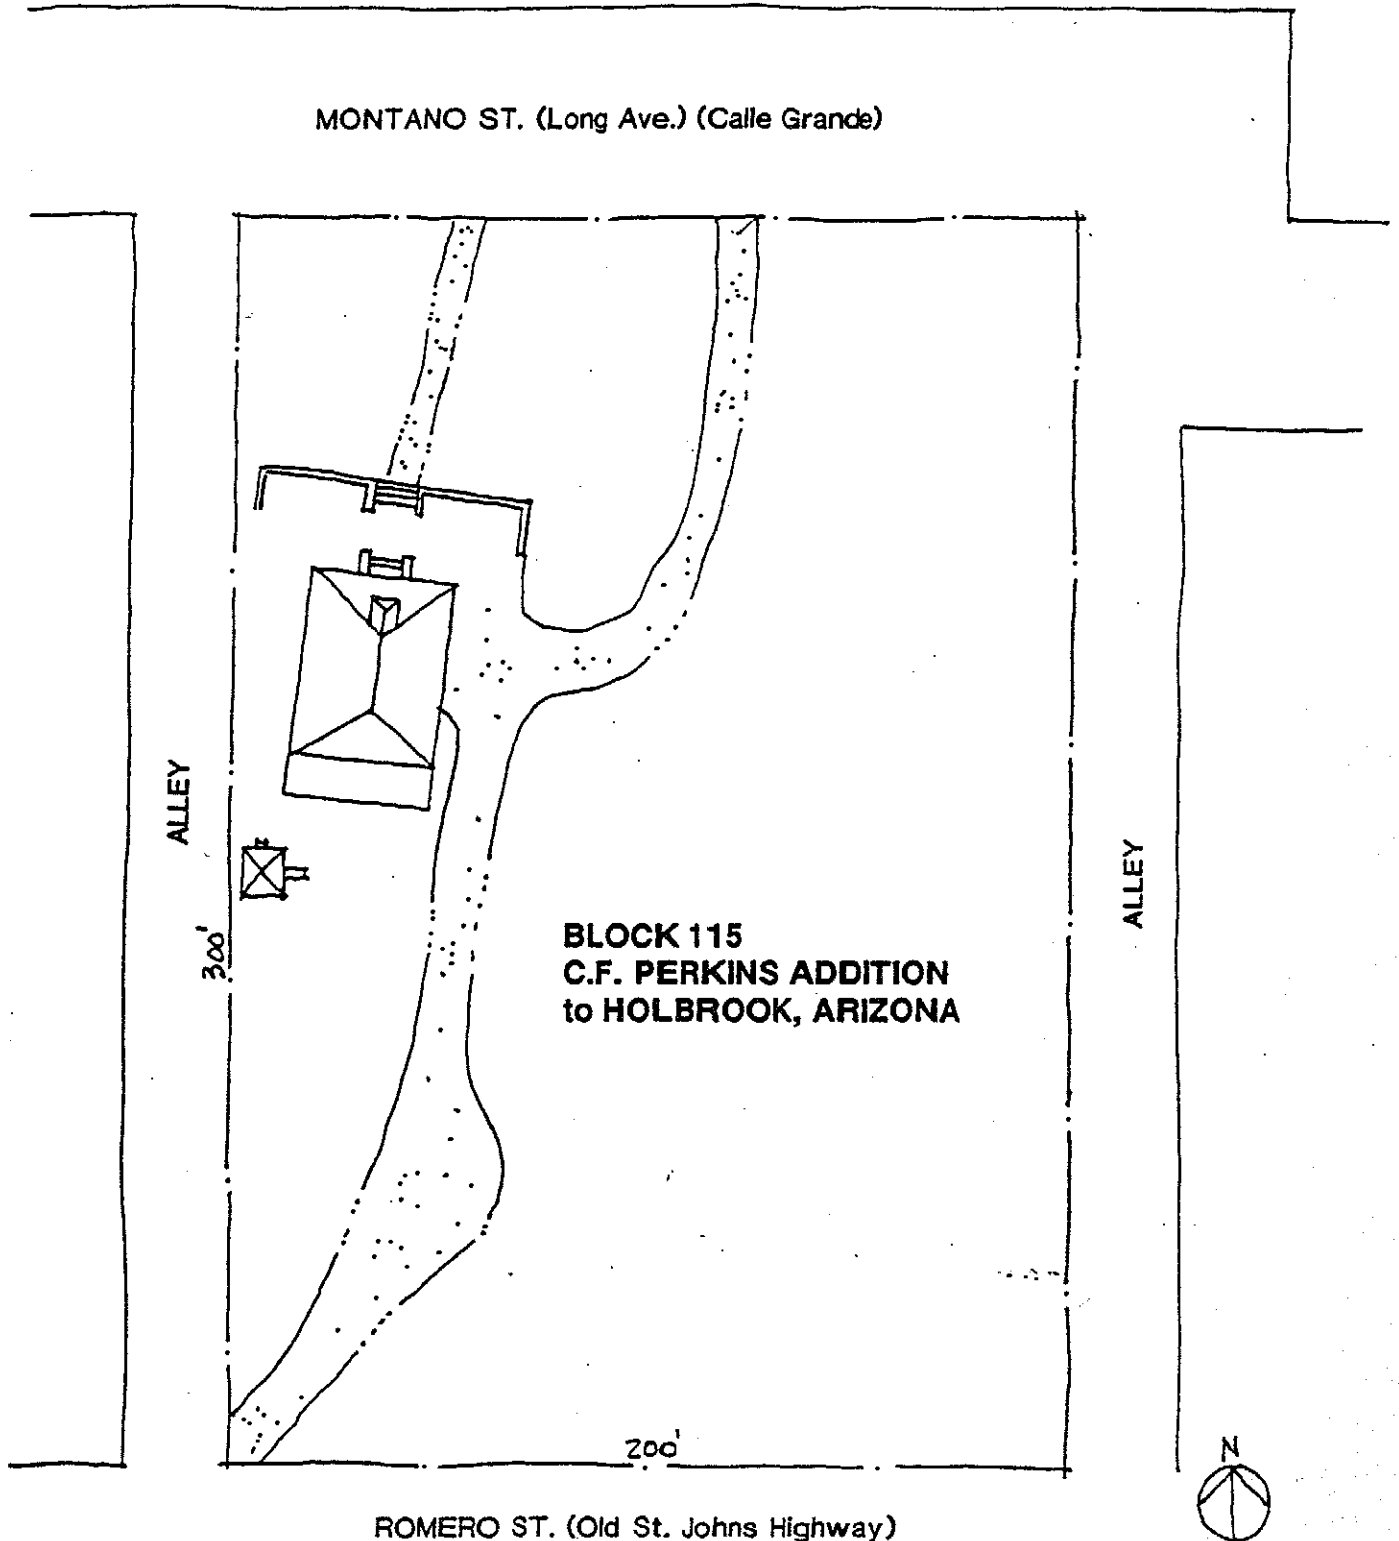 MONTANO ST. (Long Ave.) (Calle Grande)
ALLEY
300'
ALLEY
BLOCK 115
C.F. PERKINS ADDITION
to HOLBROOK, ARIZONA
200'
N
ROMERO ST. (Old St. Johns Highway)